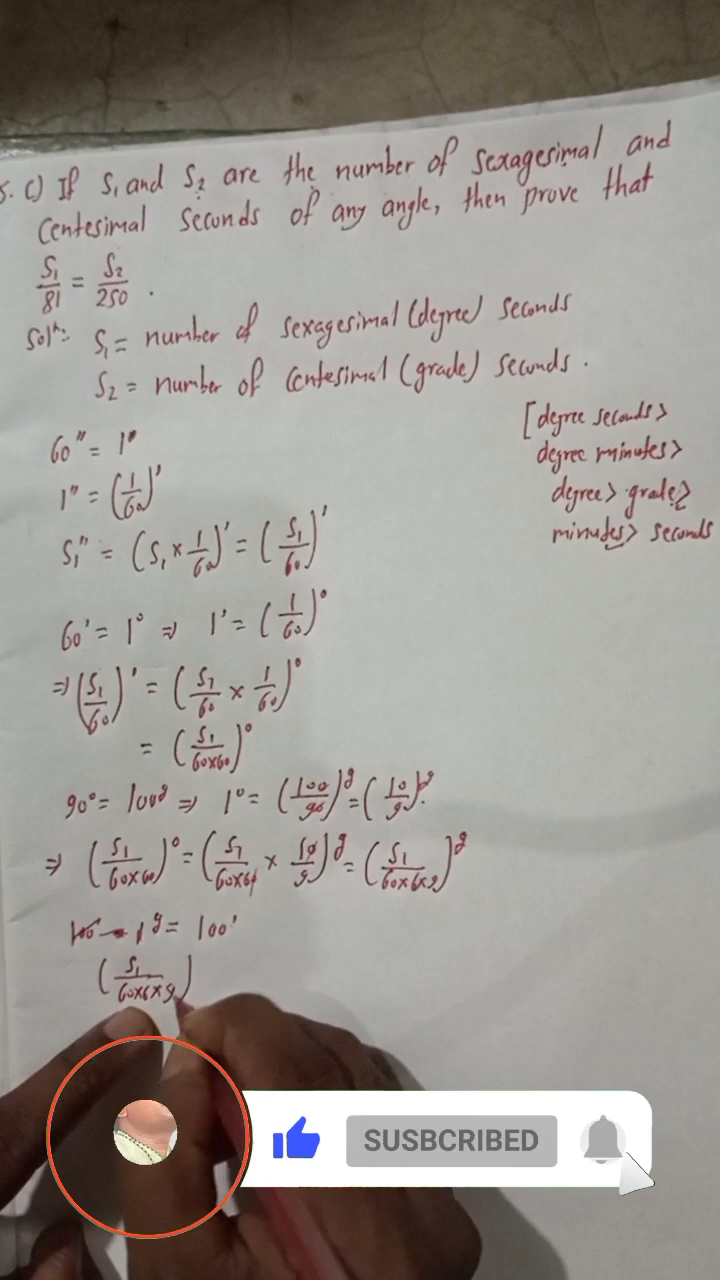 5. c) If S₁ and S₂ are the number of sexagesimal and
Centesimal seconds of any angle, then prove that
S₁/81 = S₂/250 .
Solⁿ: S₁ = number of sexagesimal (degree) seconds
S₂ = number of Centesimal (grade) seconds .
[degree seconds>
degree minutes>
degree> grade>
minutes> seconds
60″ = 1′
1″ = (1/60)′
S₁″ = (S₁ × 1/60)′ = (S₁/60)′
60′ = 1° ⇒ 1′ = (1/60)°
⇒ (S₁/60)′ = (S₁/60 × 1/60)°
= (S₁/60×60)°
90° = 100g ⇒ 1° = (100/90)g = (10/9)g.
⇒ (S₁/60×60)° = (S₁/60×60 × 10/9)g = (S₁/60×6×9)g
1g = 100′
(S₁/60×6×9)
SUSBCRIBED